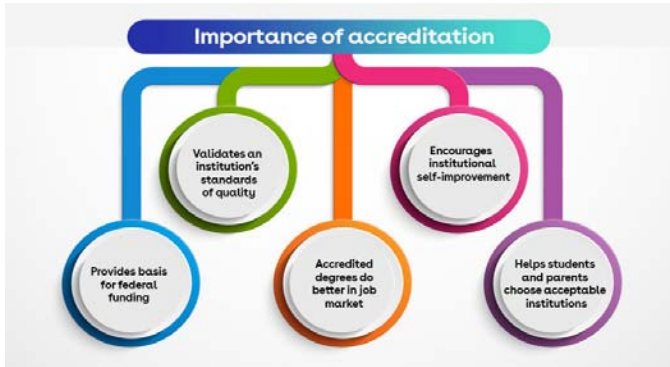 Importance of accreditation
Validates an
institution's
standards
of quality
Encourages
institutional
self-improvement
Provides basis
for federal
funding
Accredited
degrees do
better in job
market
Helps students
and parents
choose acceptable
institutions